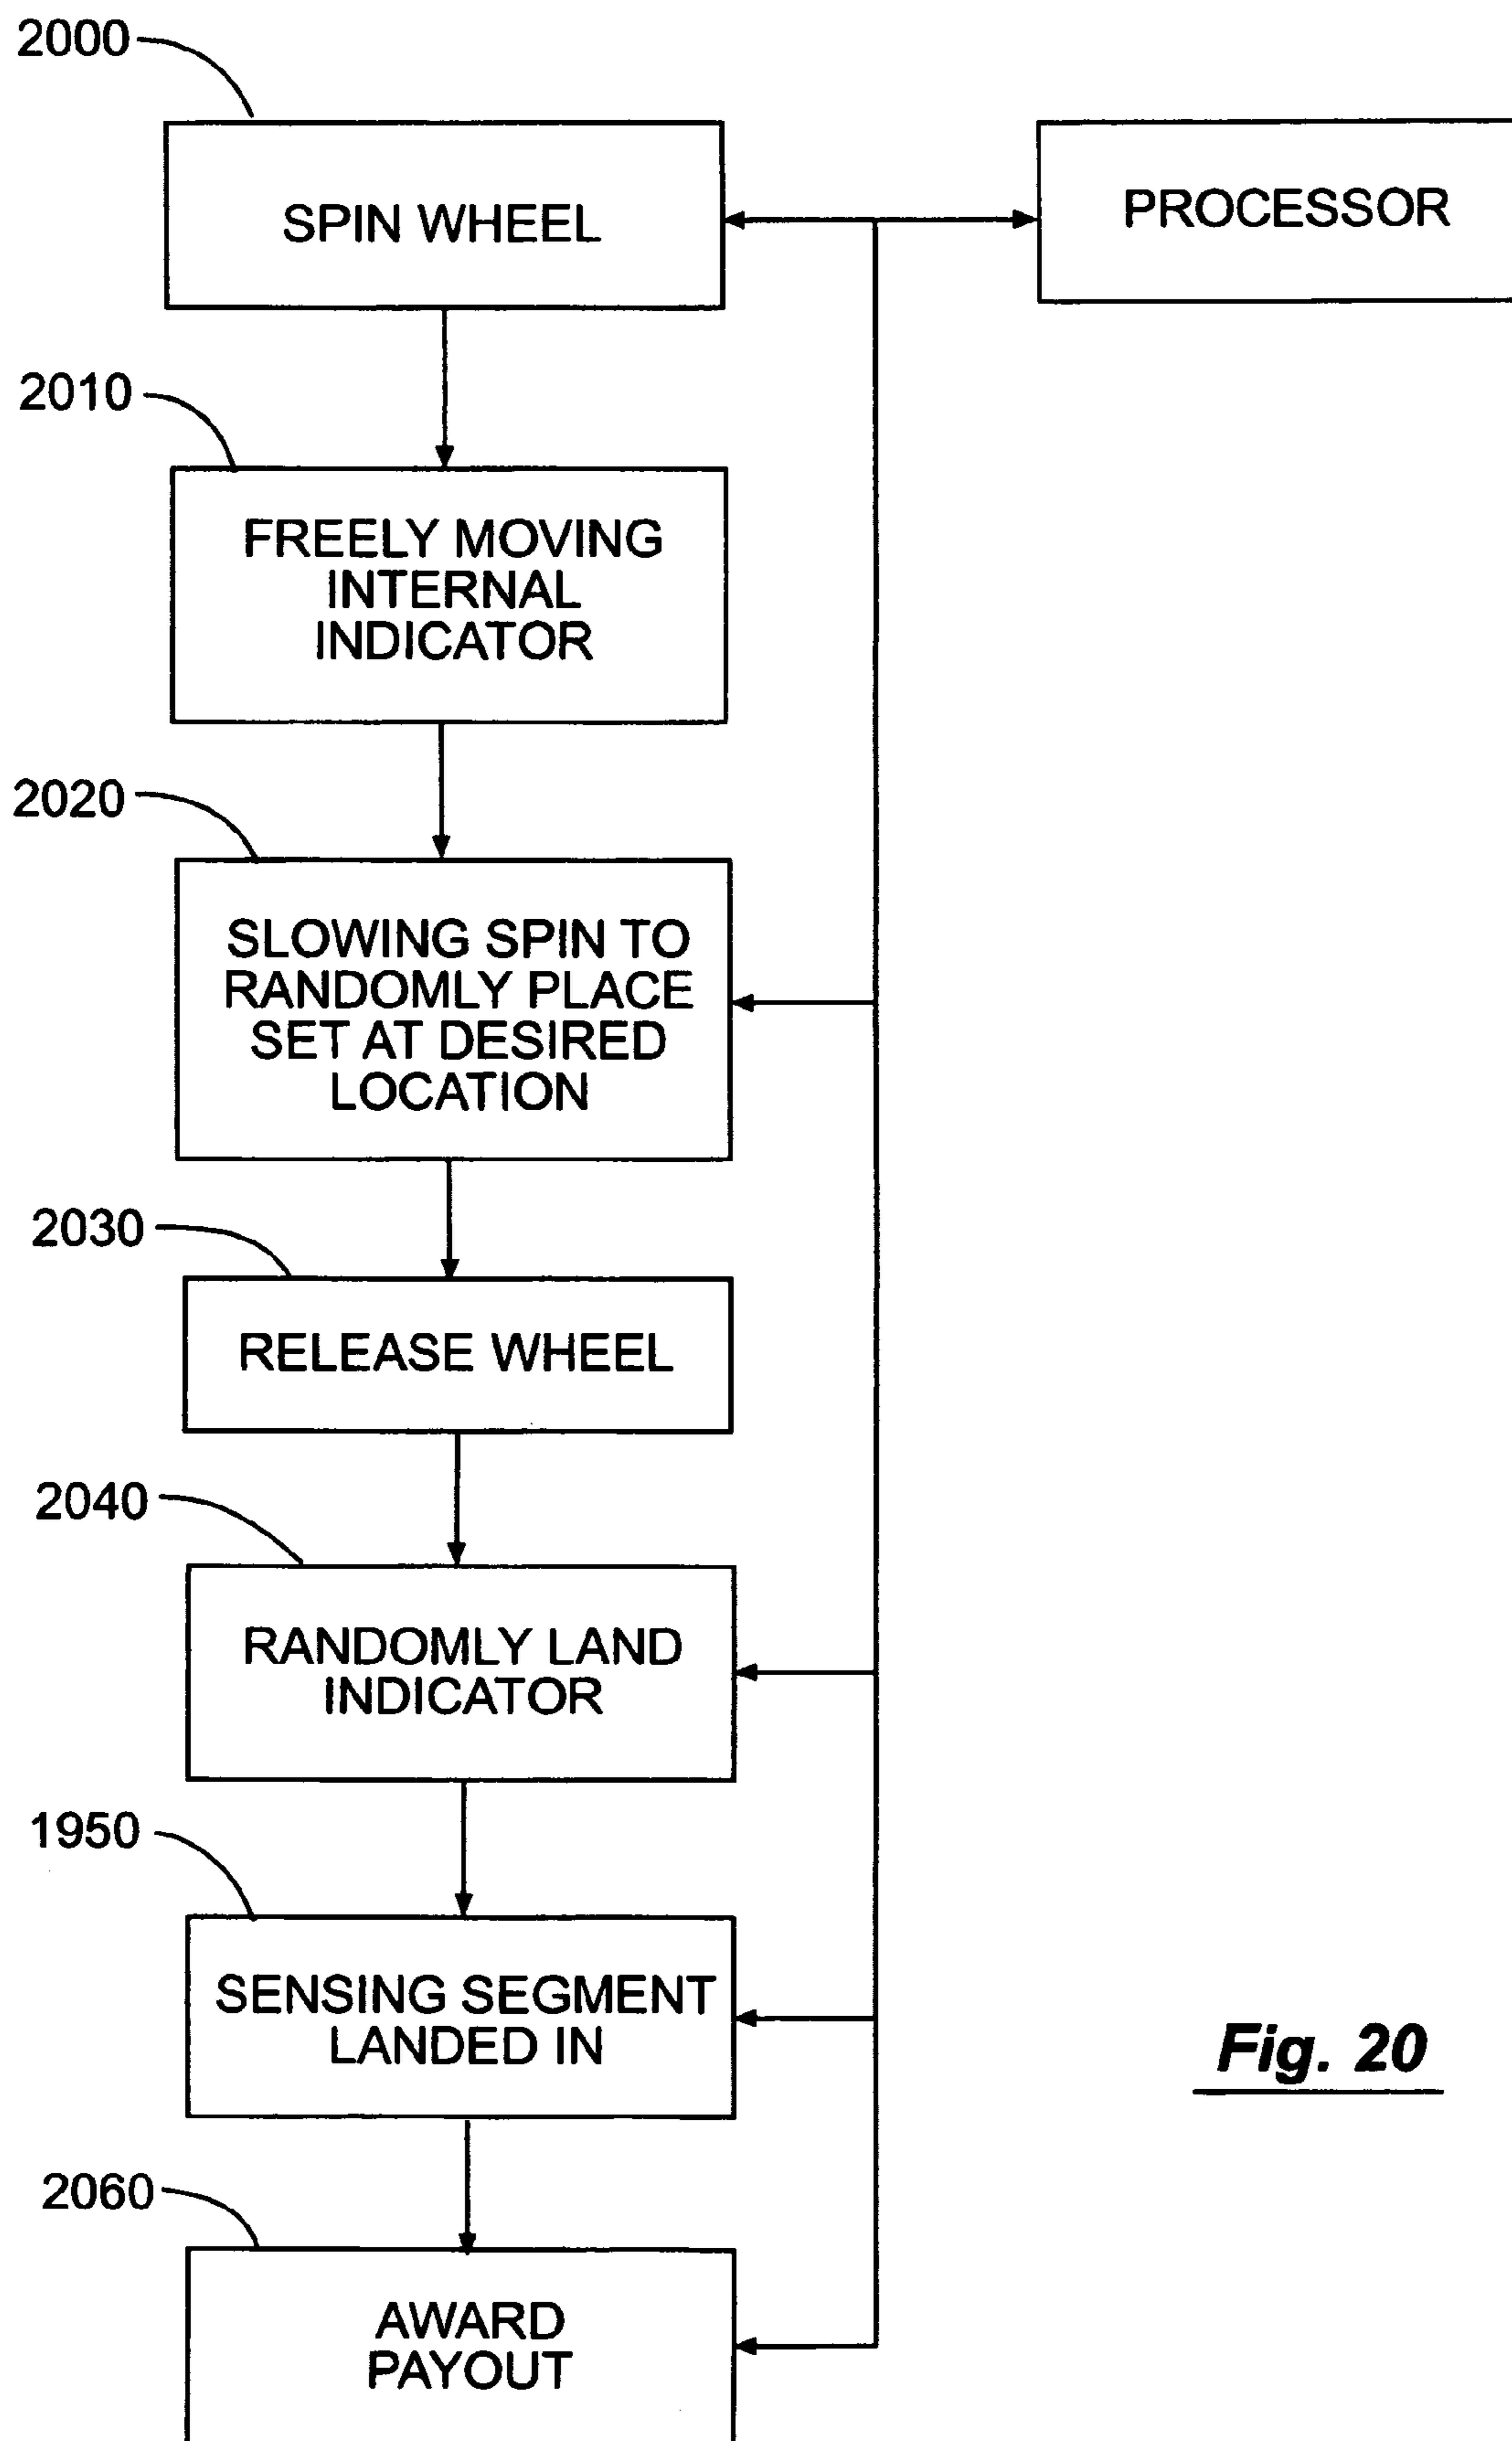 2000
SPIN WHEEL
PROCESSOR
2010
FREELY MOVING
INTERNAL
INDICATOR
2020
SLOWING SPIN TO
RANDOMLY PLACE
SET AT DESIRED
LOCATION
2030
RELEASE WHEEL
2040
RANDOMLY LAND
INDICATOR
1950
SENSING SEGMENT
LANDED IN
Fig. 20
2060
AWARD
PAYOUT